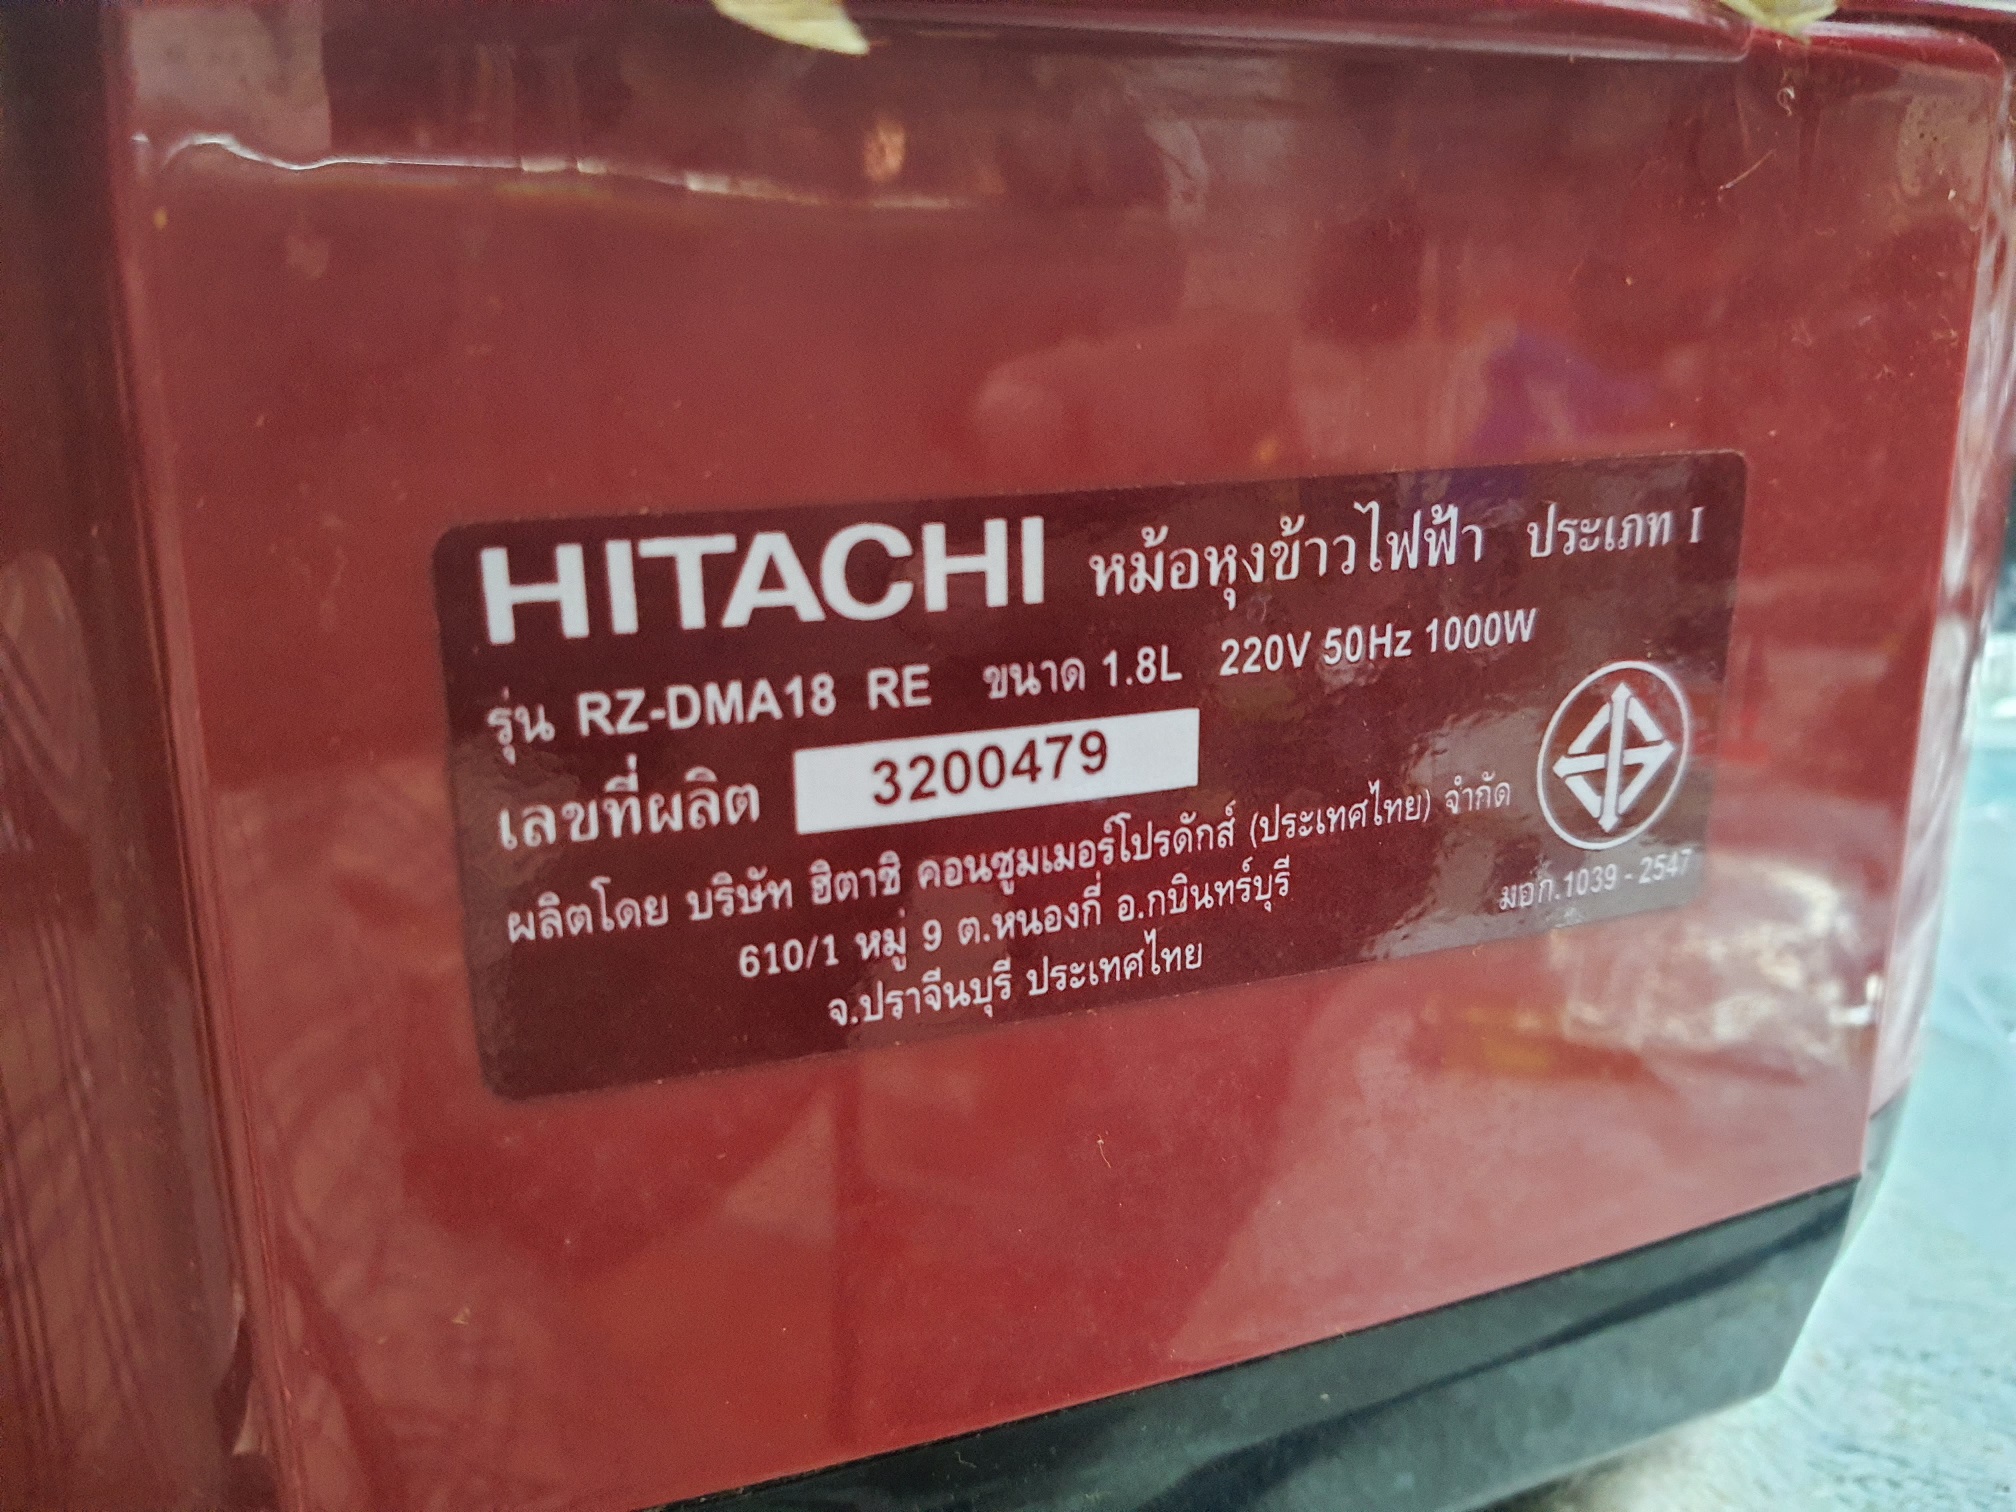 HITACHI หม้อหุงข้าวไฟฟ้า ประเภท I
รุ่น RZ-DMA18 RE ขนาด 1.8L 220V 50Hz 1000W
เลขที่ผลิต 3200479
ผลิตโดย บริษัท ฮิตาชิ คอนซูมเมอร์โปรดักส์ (ประเทศไทย) จำกัด
610/1 หมู่ 9 ต.หนองกี่ อ.กบินทร์บุรี
จ.ปราจีนบุรี ประเทศไทย
มอก.1039 - 2547